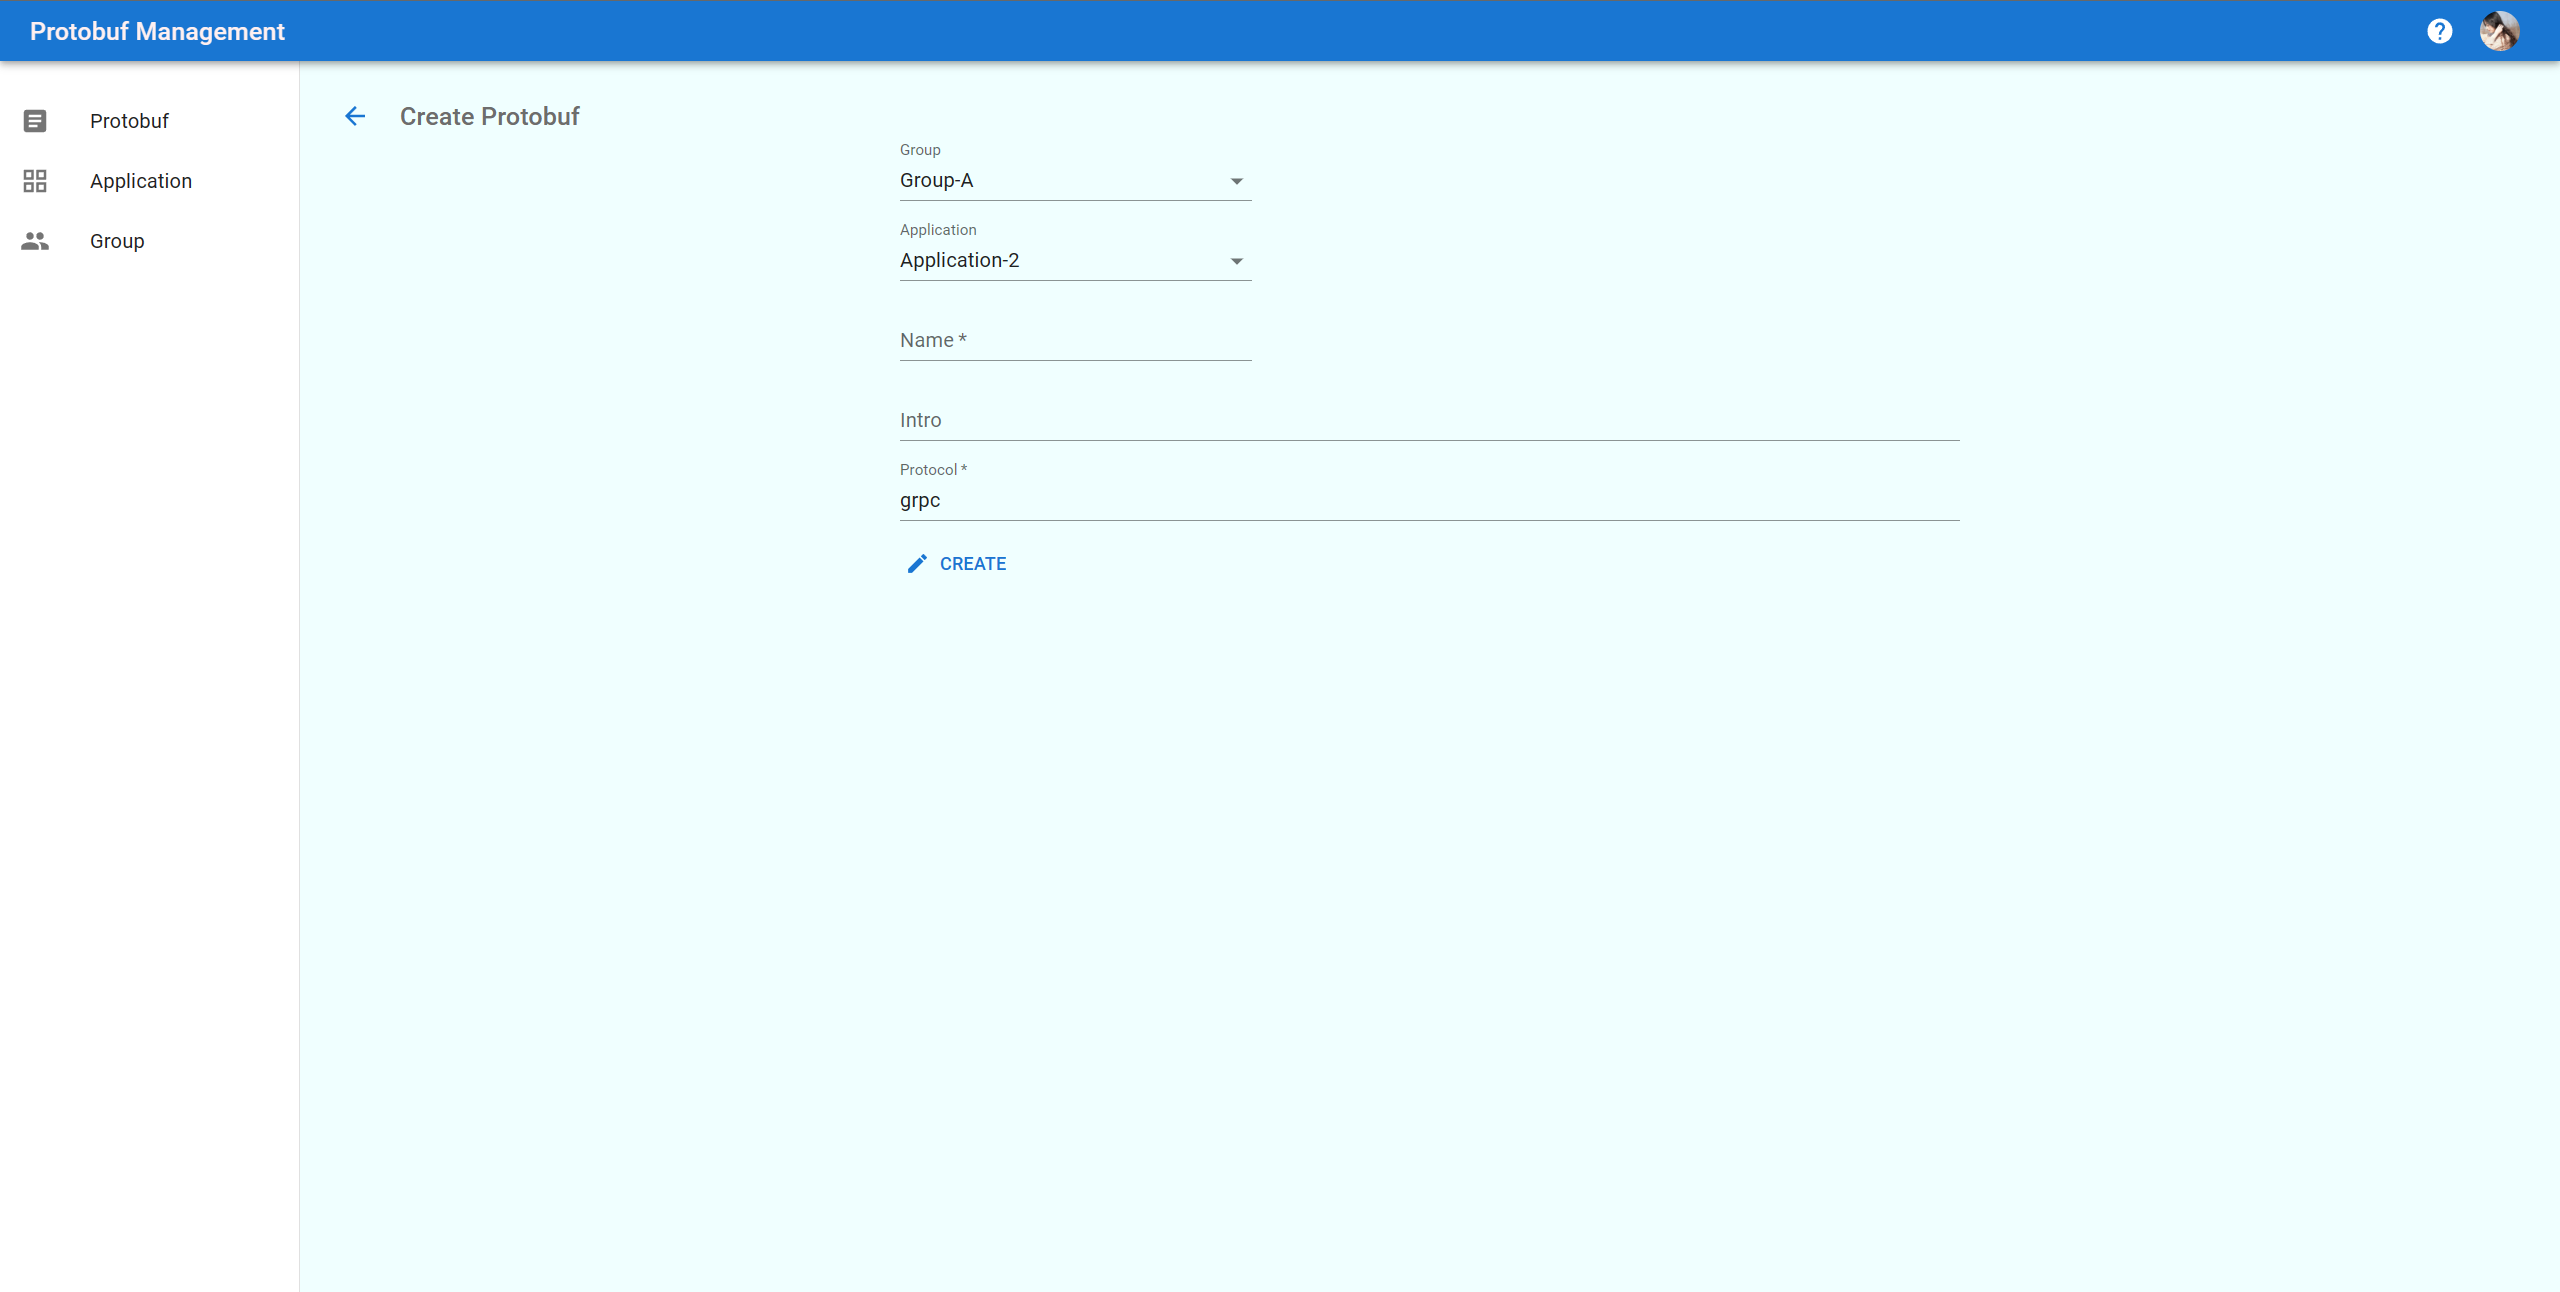 Protobuf Management
?
Protobuf
Application
Group
Create Protobuf
Group
Group-A
Application
Application-2
Name *
Intro
Protocol *
grpc
CREATE